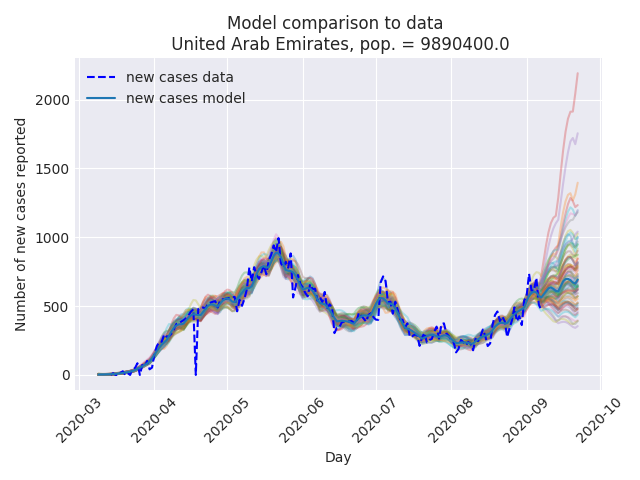 Model comparison to data
United Arab Emirates, pop. = 9890400.0
new cases data
new cases model
Number of new cases reported
2000
1500
1000
500
0
2020-03
2020-04
2020-05
2020-06
2020-07
2020-08
2020-09
2020-10
Day